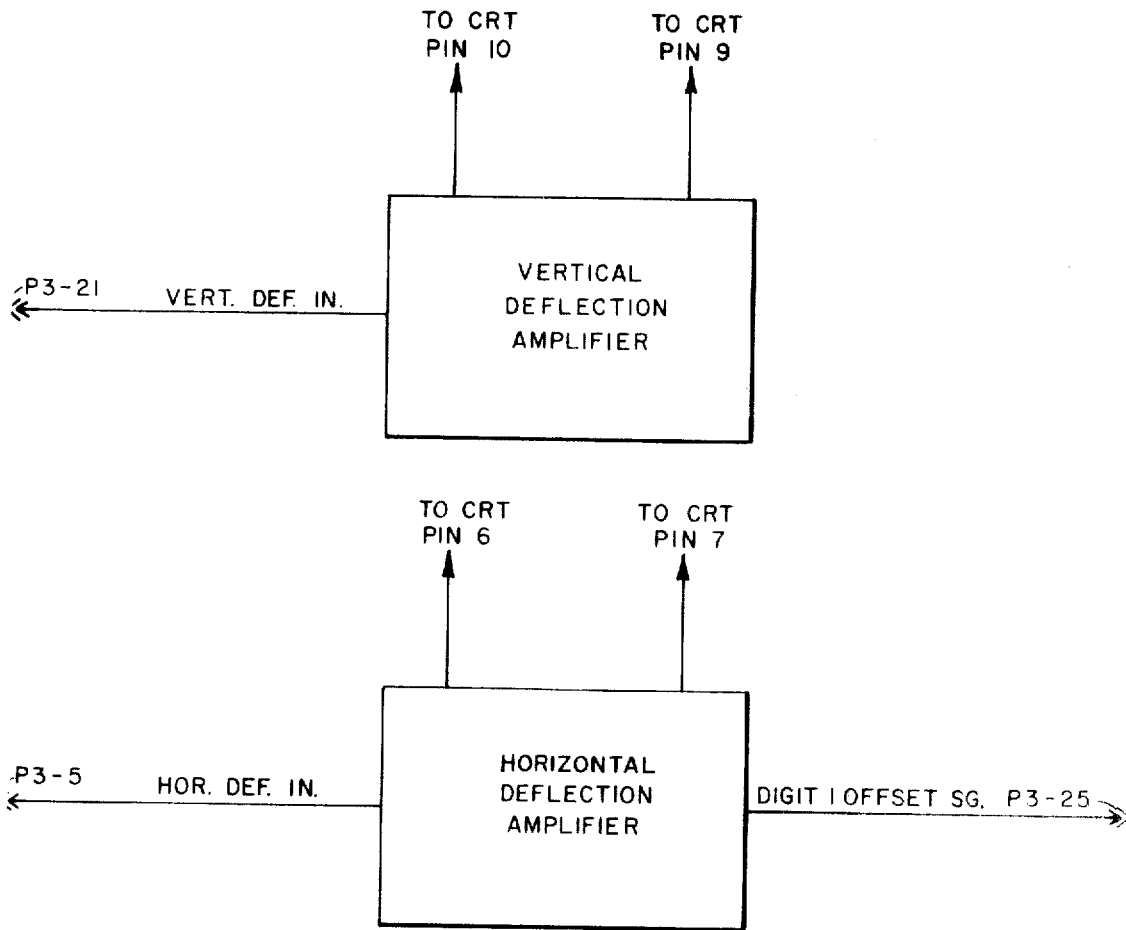 TO CRT
PIN 10
TO CRT
PIN 9
VERTICAL
DEFLECTION
AMPLIFIER
P3-21
VERT. DEF. IN.
TO CRT
PIN 6
TO CRT
PIN 7
P3-5
HOR. DEF. IN.
HORIZONTAL
DEFLECTION
AMPLIFIER
DIGIT 1 OFFSET SG. P3-25